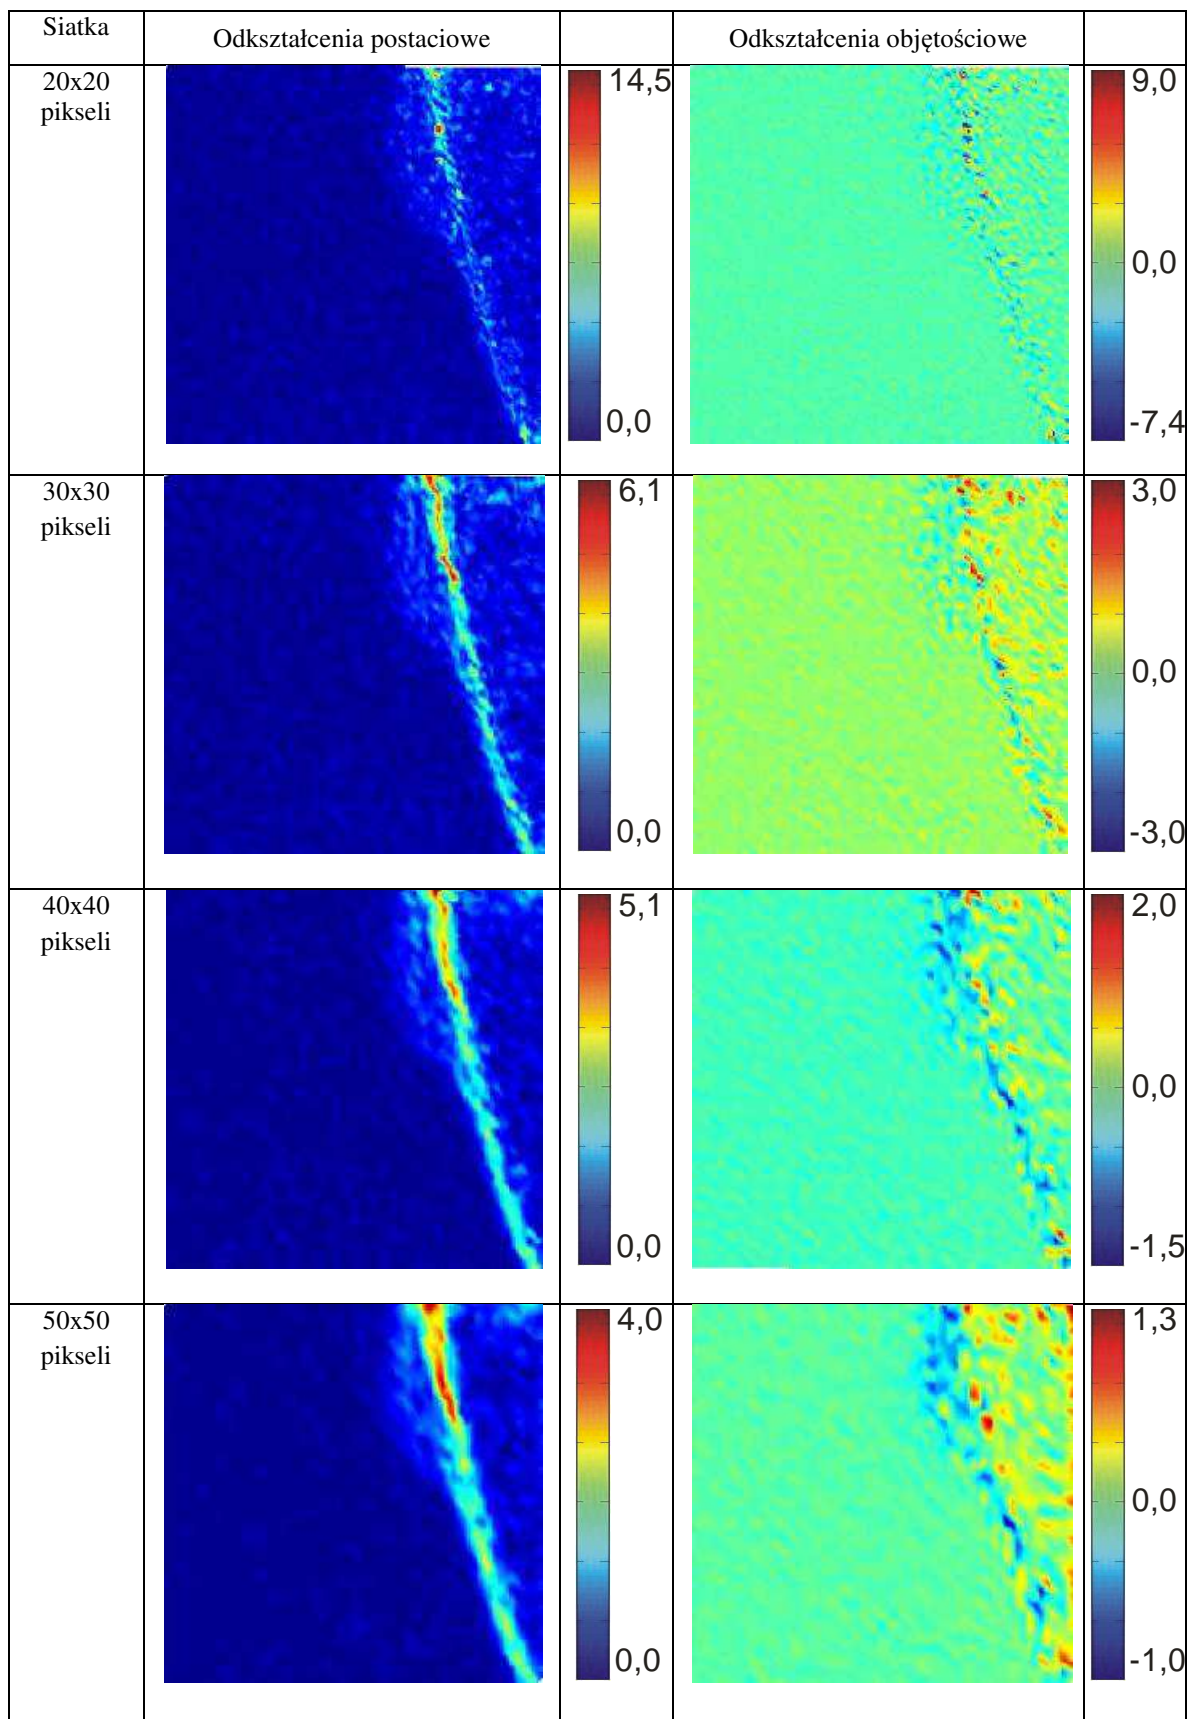 Siatka
Odkształcenia postaciowe
Odkształcenia objętościowe
20x20
pikseli
14,5
0,0
9,0
0,0
-7,4
30x30
pikseli
6,1
0,0
3,0
0,0
-3,0
40x40
pikseli
5,1
0,0
2,0
0,0
-1,5
50x50
pikseli
4,0
0,0
1,3
0,0
-1,0